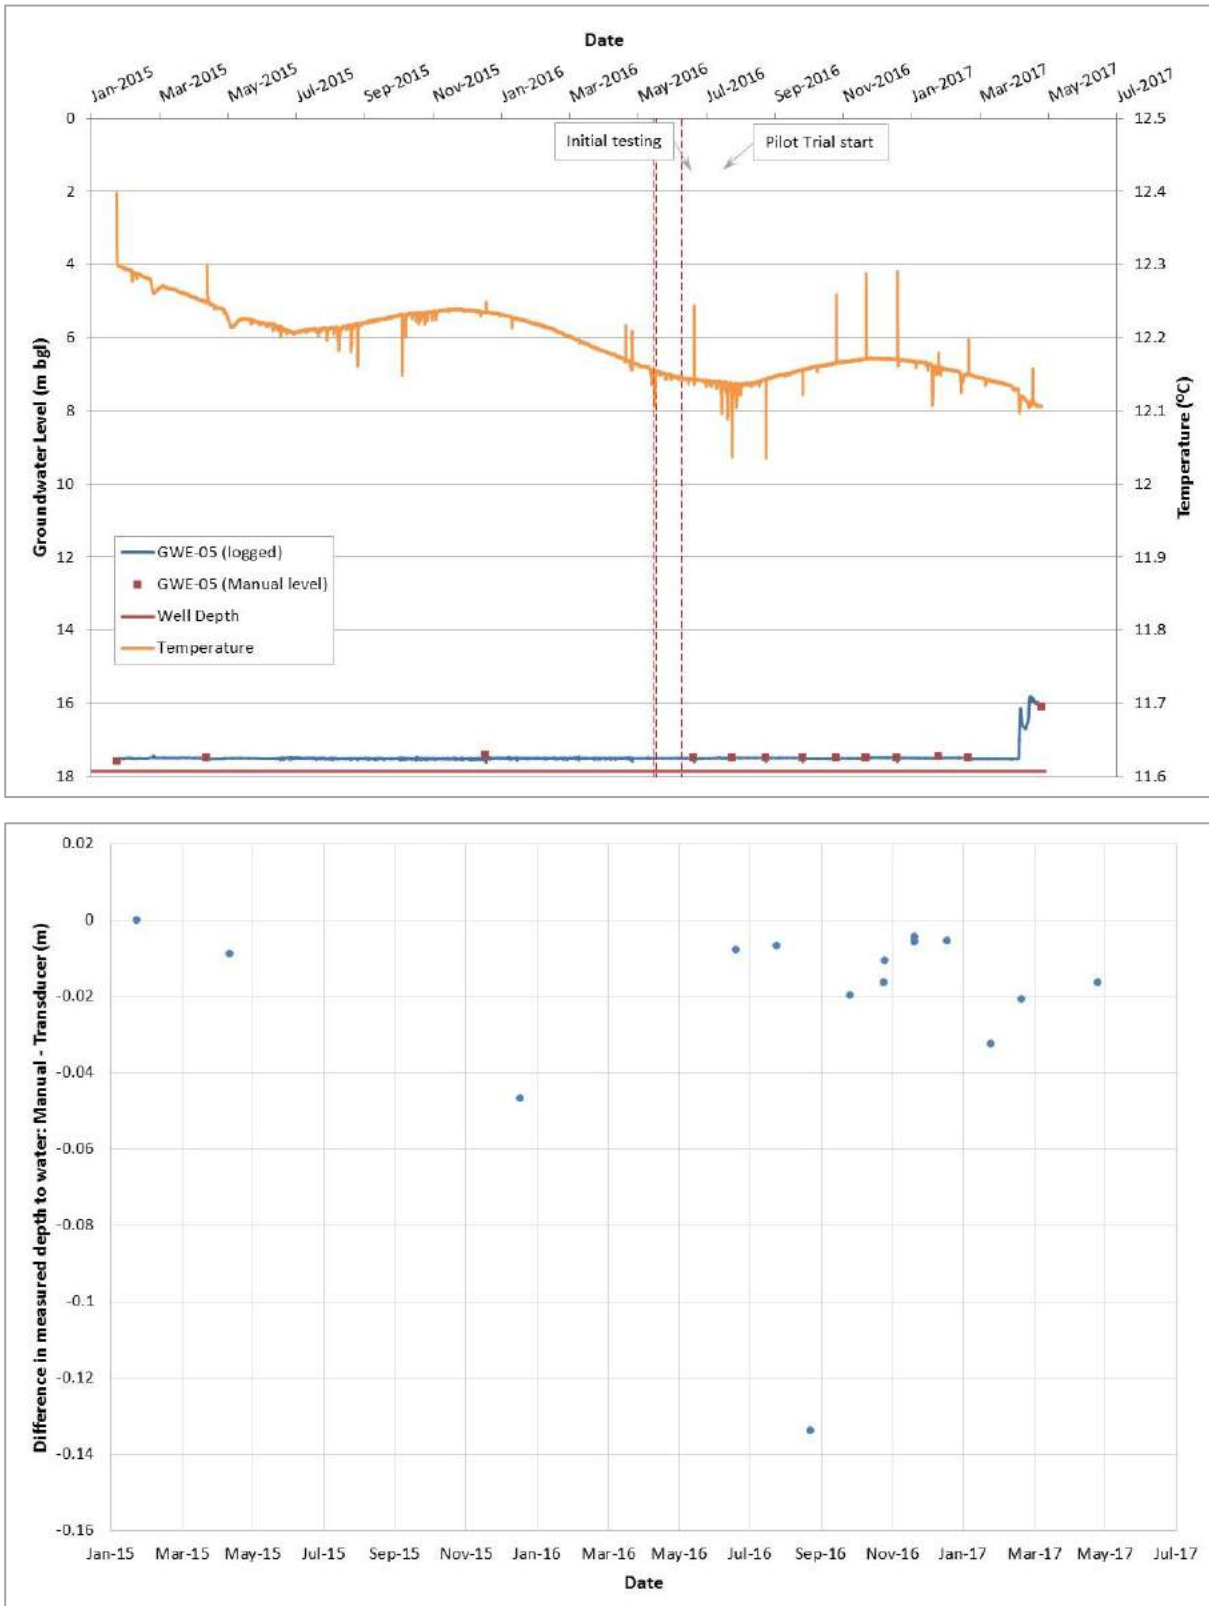 Date
Jan-2015 Mar-2015 May-2015 Jul-2015 Sep-2015 Nov-2015 Jan-2016 Mar-2016 May-2016 Jul-2016 Sep-2016 Nov-2016 Jan-2017 Mar-2017 May-2017 Jul-2017
0 12.5
Initial testing Pilot Trial start
2 12.4
4 12.3
6 12.2
8 12.1
10 12
12 11.9
14 11.8
16 11.7
18 11.6
Groundwater Level (m bgl)
Temperature (⁰C)
GWE-05 (logged)
GWE-05 (Manual level)
Well Depth
Temperature
0.02
0
-0.02
-0.04
-0.06
-0.08
-0.1
-0.12
-0.14
-0.16
Difference in measured depth to water: Manual - Transducer (m)
Jan-15 Mar-15 May-15 Jul-15 Sep-15 Nov-15 Jan-16 Mar-16 May-16 Jul-16 Sep-16 Nov-16 Jan-17 Mar-17 May-17 Jul-17
Date